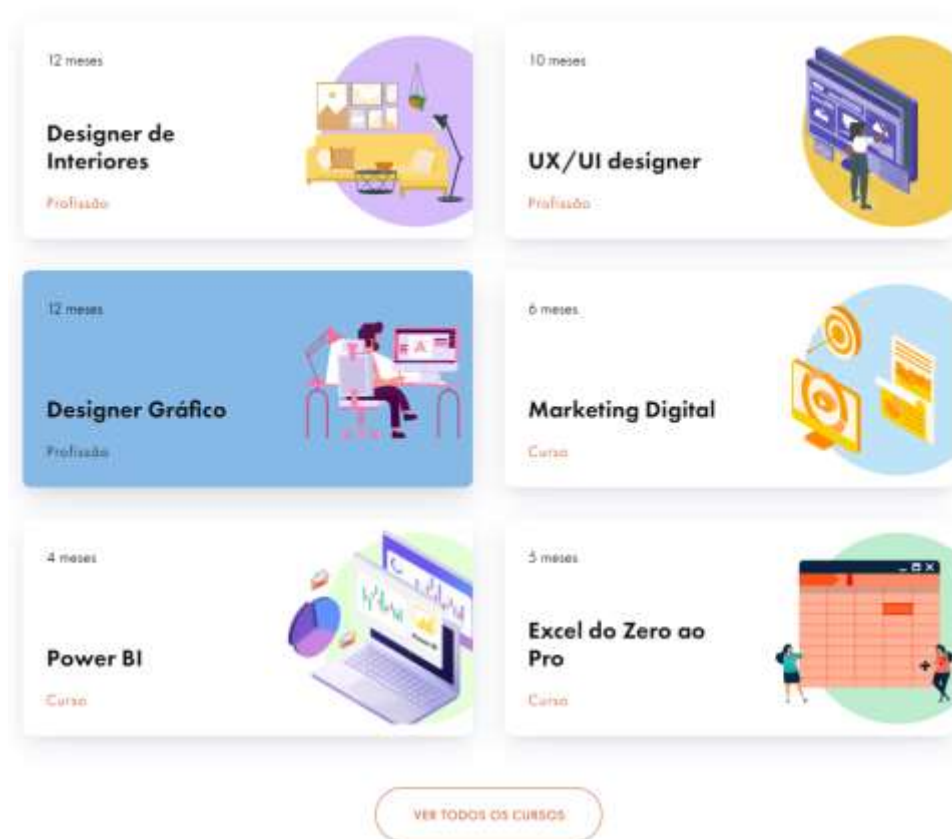 12 meses
Designer de
Interiores
Profissão
10 meses
UX/UI designer
Profissão
12 meses
Designer Gráfico
Profissão
6 meses
Marketing Digital
Curso
4 meses
Power BI
Curso
5 meses
Excel do Zero ao
Pro
Curso
VER TODOS OS CURSOS